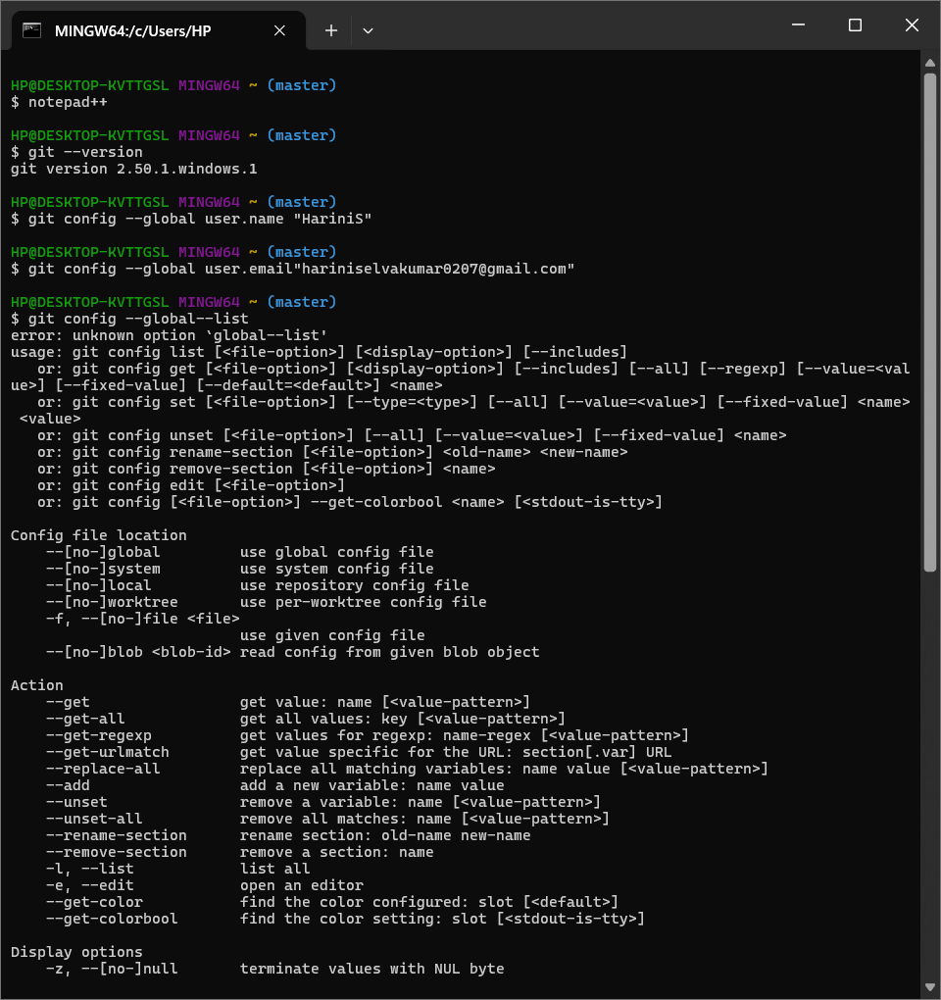 MINGW64:/c/Users/HP
HP@DESKTOP-KVTTGSL MINGW64 ~ (master)
$ notepad++
HP@DESKTOP-KVTTGSL MINGW64 ~ (master)
$ git --version
git version 2.50.1.windows.1
HP@DESKTOP-KVTTGSL MINGW64 ~ (master)
$ git config --global user.name "HariniS"
HP@DESKTOP-KVTTGSL MINGW64 ~ (master)
$ git config --global user.email"hariniselvakumar0207@gmail.com"
HP@DESKTOP-KVTTGSL MINGW64 ~ (master)
$ git config --global--list
error: unknown option `global--list'
usage: git config list [<file-option>] [<display-option>] [--includes]
   or: git config get [<file-option>] [<display-option>] [--includes] [--all] [--regexp] [--value=<val
ue>] [--fixed-value] [--default=<default>] <name>
   or: git config set [<file-option>] [--type=<type>] [--all] [--value=<value>] [--fixed-value] <name>
 <value>
   or: git config unset [<file-option>] [--all] [--value=<value>] [--fixed-value] <name>
   or: git config rename-section [<file-option>] <old-name> <new-name>
   or: git config remove-section [<file-option>] <name>
   or: git config edit [<file-option>]
   or: git config [<file-option>] --get-colorbool <name> [<stdout-is-tty>]
Config file location
    --[no-]global         use global config file
    --[no-]system         use system config file
    --[no-]local          use repository config file
    --[no-]worktree       use per-worktree config file
    -f, --[no-]file <file>
                          use given config file
    --[no-]blob <blob-id> read config from given blob object
Action
    --get                 get value: name [<value-pattern>]
    --get-all             get all values: key [<value-pattern>]
    --get-regexp          get values for regexp: name-regex [<value-pattern>]
    --get-urlmatch        get value specific for the URL: section[.var] URL
    --replace-all         replace all matching variables: name value [<value-pattern>]
    --add                 add a new variable: name value
    --unset               remove a variable: name [<value-pattern>]
    --unset-all           remove all matches: name [<value-pattern>]
    --rename-section      rename section: old-name new-name
    --remove-section      remove a section: name
    -l, --list            list all
    -e, --edit            open an editor
    --get-color           find the color configured: slot [<default>]
    --get-colorbool       find the color setting: slot [<stdout-is-tty>]
Display options
    -z, --[no-]null       terminate values with NUL byte